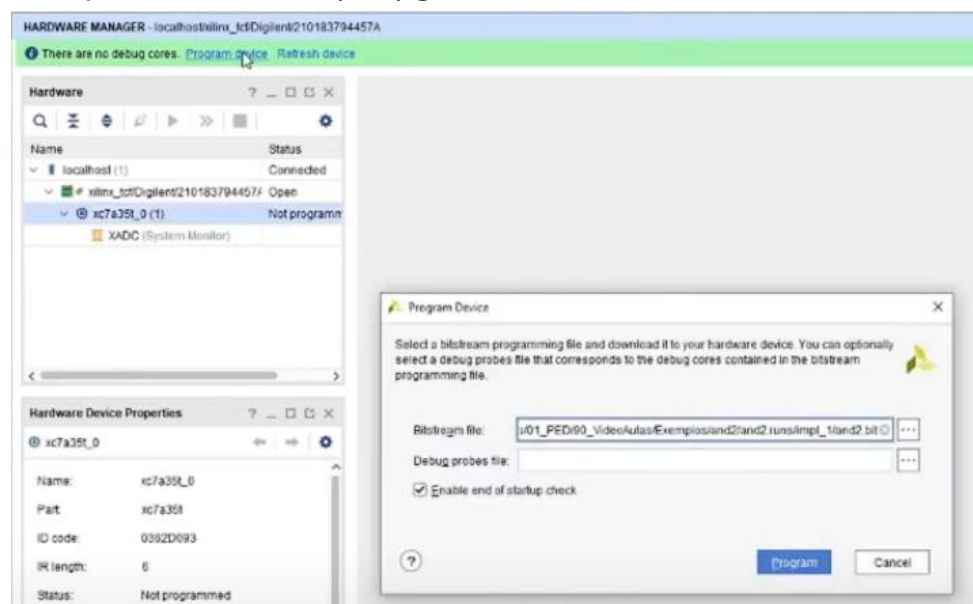 HARDWARE MANAGER - localhost/xilinx_tcf/Digilent/210183794457A
There are no debug cores. Program device Refresh device
Hardware
Name Status
localhost (1) Connected
xilinx_tcf/Digilent/210183794457A Open
xc7a35t_0 (1) Not programm
XADC (System Monitor)
Hardware Device Properties
xc7a35t_0
Name: xc7a35t_0
Part: xc7a35t
ID code: 0362D093
IR length: 6
Status: Not programmed
Program Device
Select a bitstream programming file and download it to your hardware device. You can optionally
select a debug probes file that corresponds to the debug cores contained in the bitstream
programming file.
Bitstream file: s/01_PED/90_VideoAulas/Exemplos/and2/and2.runs/impl_1/and2.bit
Debug probes file:
Enable end of startup check
Program Cancel